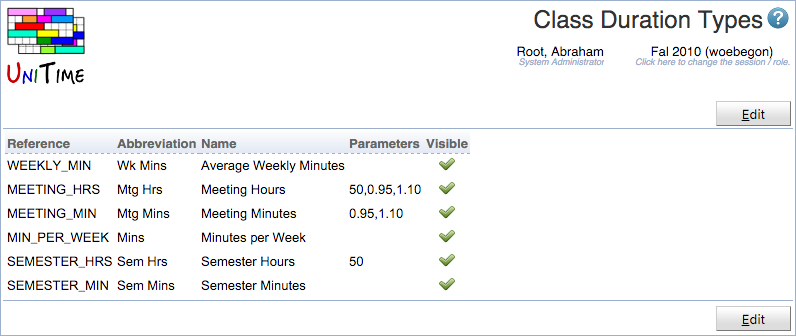 Class Duration Types ?
UniTime
Root, Abraham Fal 2010 (woebegon)
System Administrator Click here to change the session / role.
Edit
Reference Abbreviation Name Parameters Visible
WEEKLY_MIN Wk Mins Average Weekly Minutes
MEETING_HRS Mtg Hrs Meeting Hours 50,0.95,1.10
MEETING_MIN Mtg Mins Meeting Minutes 0.95,1.10
MIN_PER_WEEK Mins Minutes per Week
SEMESTER_HRS Sem Hrs Semester Hours 50
SEMESTER_MIN Sem Mins Semester Minutes
Edit